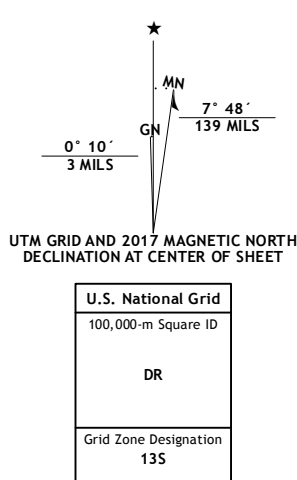 ★
MN
7° 48´
139 MILS
GN
0° 10´
3 MILS
UTM GRID AND 2017 MAGNETIC NORTH
DECLINATION AT CENTER OF SHEET
U.S. National Grid
100,000-m Square ID
DR
Grid Zone Designation
13S